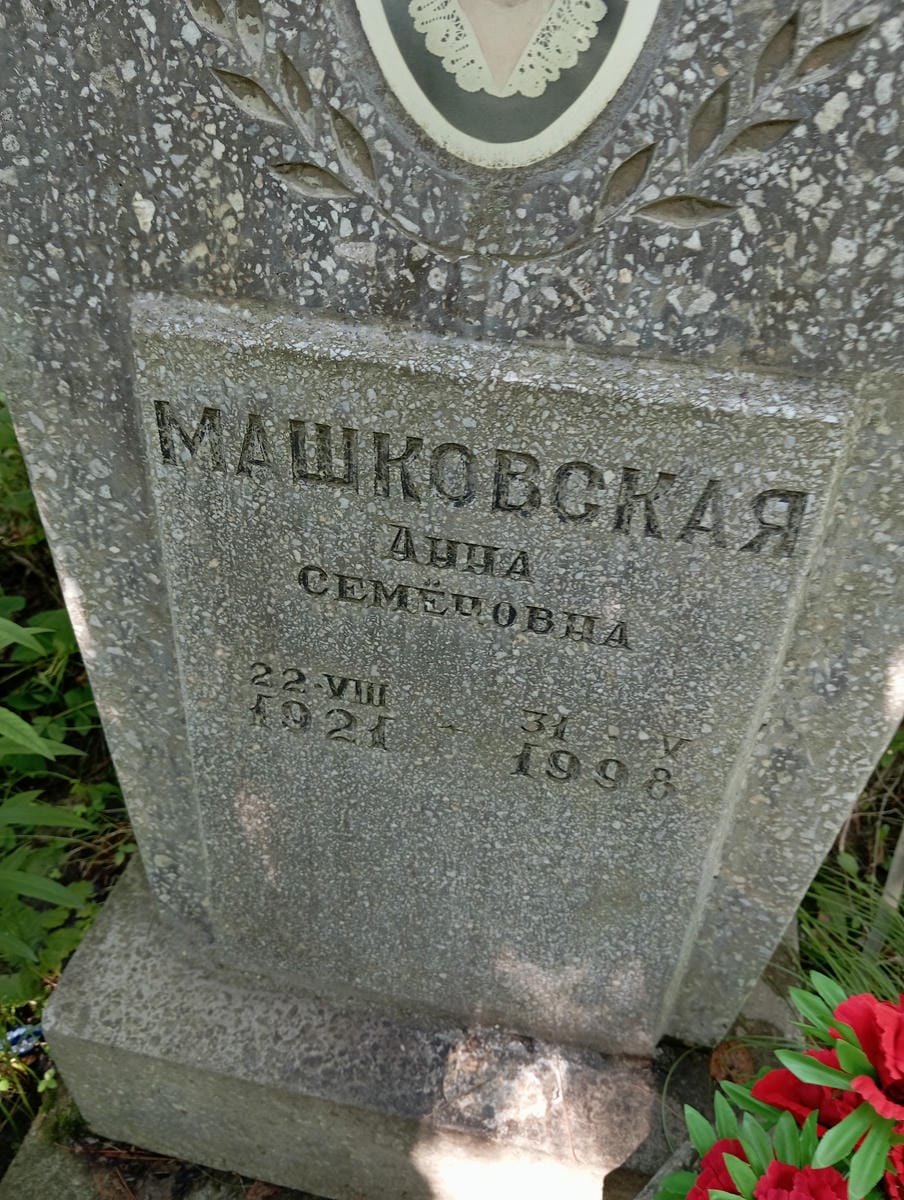 МАШКОВСКАЯ
АННА
СЕМЁНОВНА
22·VIII 31 · V
1921 - 1998